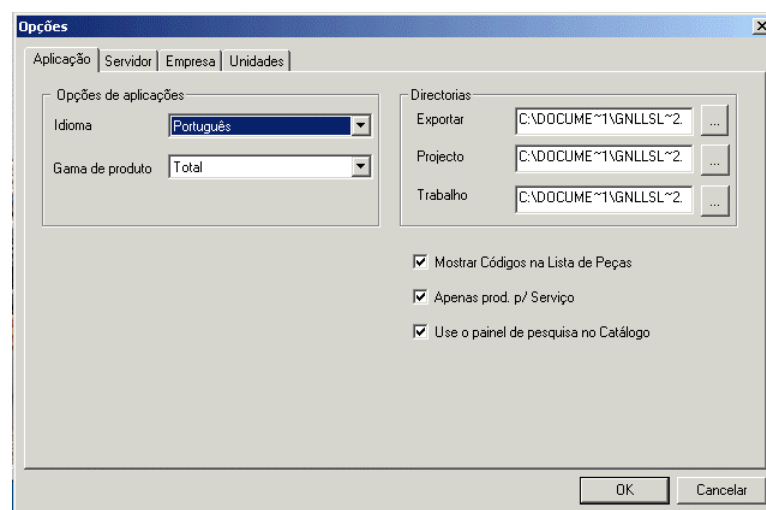 Opções
Aplicação Servidor Empresa Unidades
Opções de aplicações
Idioma Português
Gama de produto Total
Directorias
Exportar C:\DOCUME~1\GNLLSL~2. ...
Projecto C:\DOCUME~1\GNLLSL~2. ...
Trabalho C:\DOCUME~1\GNLLSL~2. ...
Mostrar Códigos na Lista de Peças
Apenas prod. p/ Serviço
Use o painel de pesquisa no Catálogo
OK Cancelar